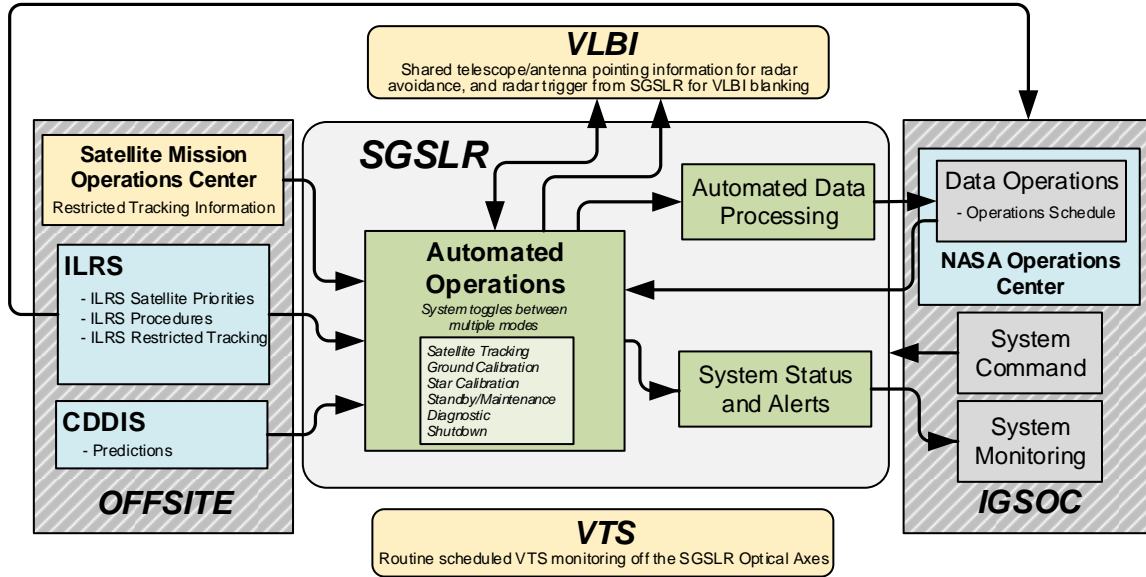 VLBI
Shared telescope/antenna pointing information for radar
avoidance, and radar trigger from SGSLR for VLBI blanking
Satellite Mission
Operations Center
Restricted Tracking Information
ILRS
- ILRS Satellite Priorities
- ILRS Procedures
- ILRS Restricted Tracking
CDDIS
- Predictions
OFFSITE
SGSLR
Automated
Operations
System toggles between
multiple modes
Satellite Tracking
Ground Calibration
Star Calibration
Standby/Maintenance
Diagnostic
Shutdown
Automated Data
Processing
System Status
and Alerts
Data Operations
- Operations Schedule
NASA Operations
Center
System
Command
System
Monitoring
IGSOC
VTS
Routine scheduled VTS monitoring off the SGSLR Optical Axes